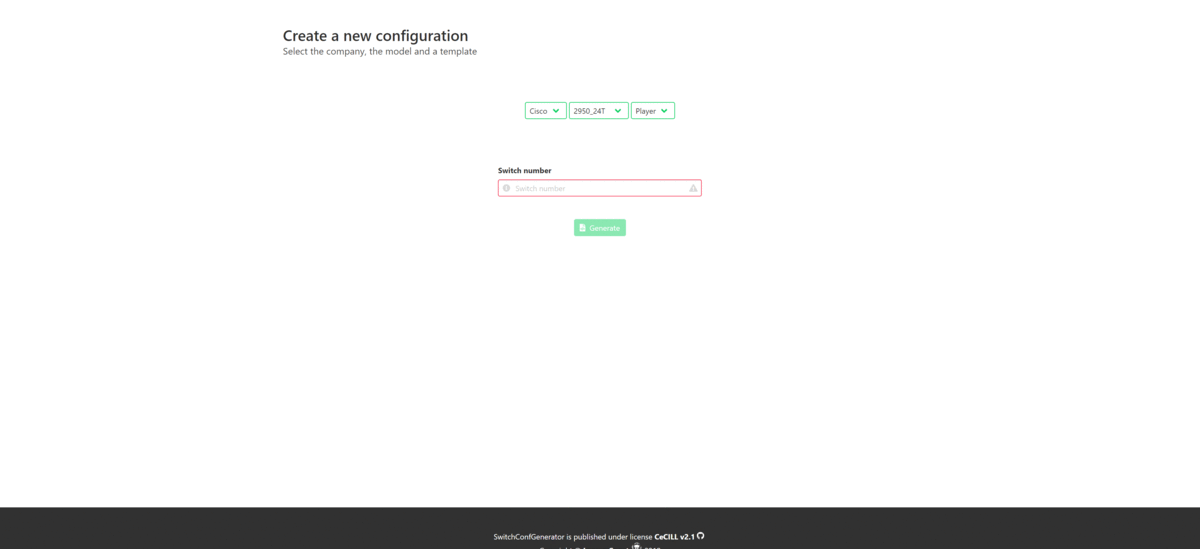 Create a new configuration
Select the company, the model and a template
Cisco 2950_24T Player
Switch number
Switch number
Generate
SwitchConfGenerator is published under license CeCILL v2.1